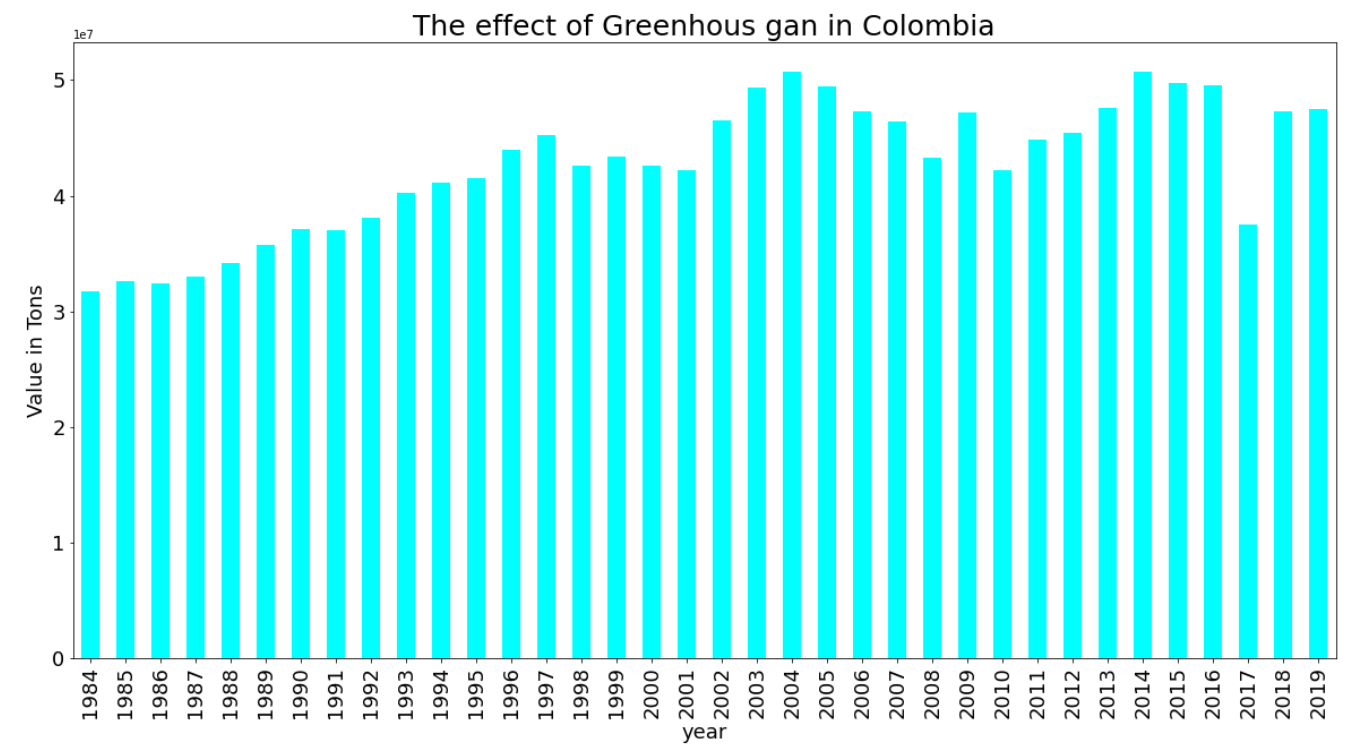 The effect of Greenhous gan in Colombia
1e7
5
4
3
2
1
0
Value in Tons
1984 1985 1986 1987 1988 1989 1990 1991 1992 1993 1994 1995 1996 1997 1998 1999 2000 2001 2002 2003 2004 2005 2006 2007 2008 2009 2010 2011 2012 2013 2014 2015 2016 2017 2018 2019
year